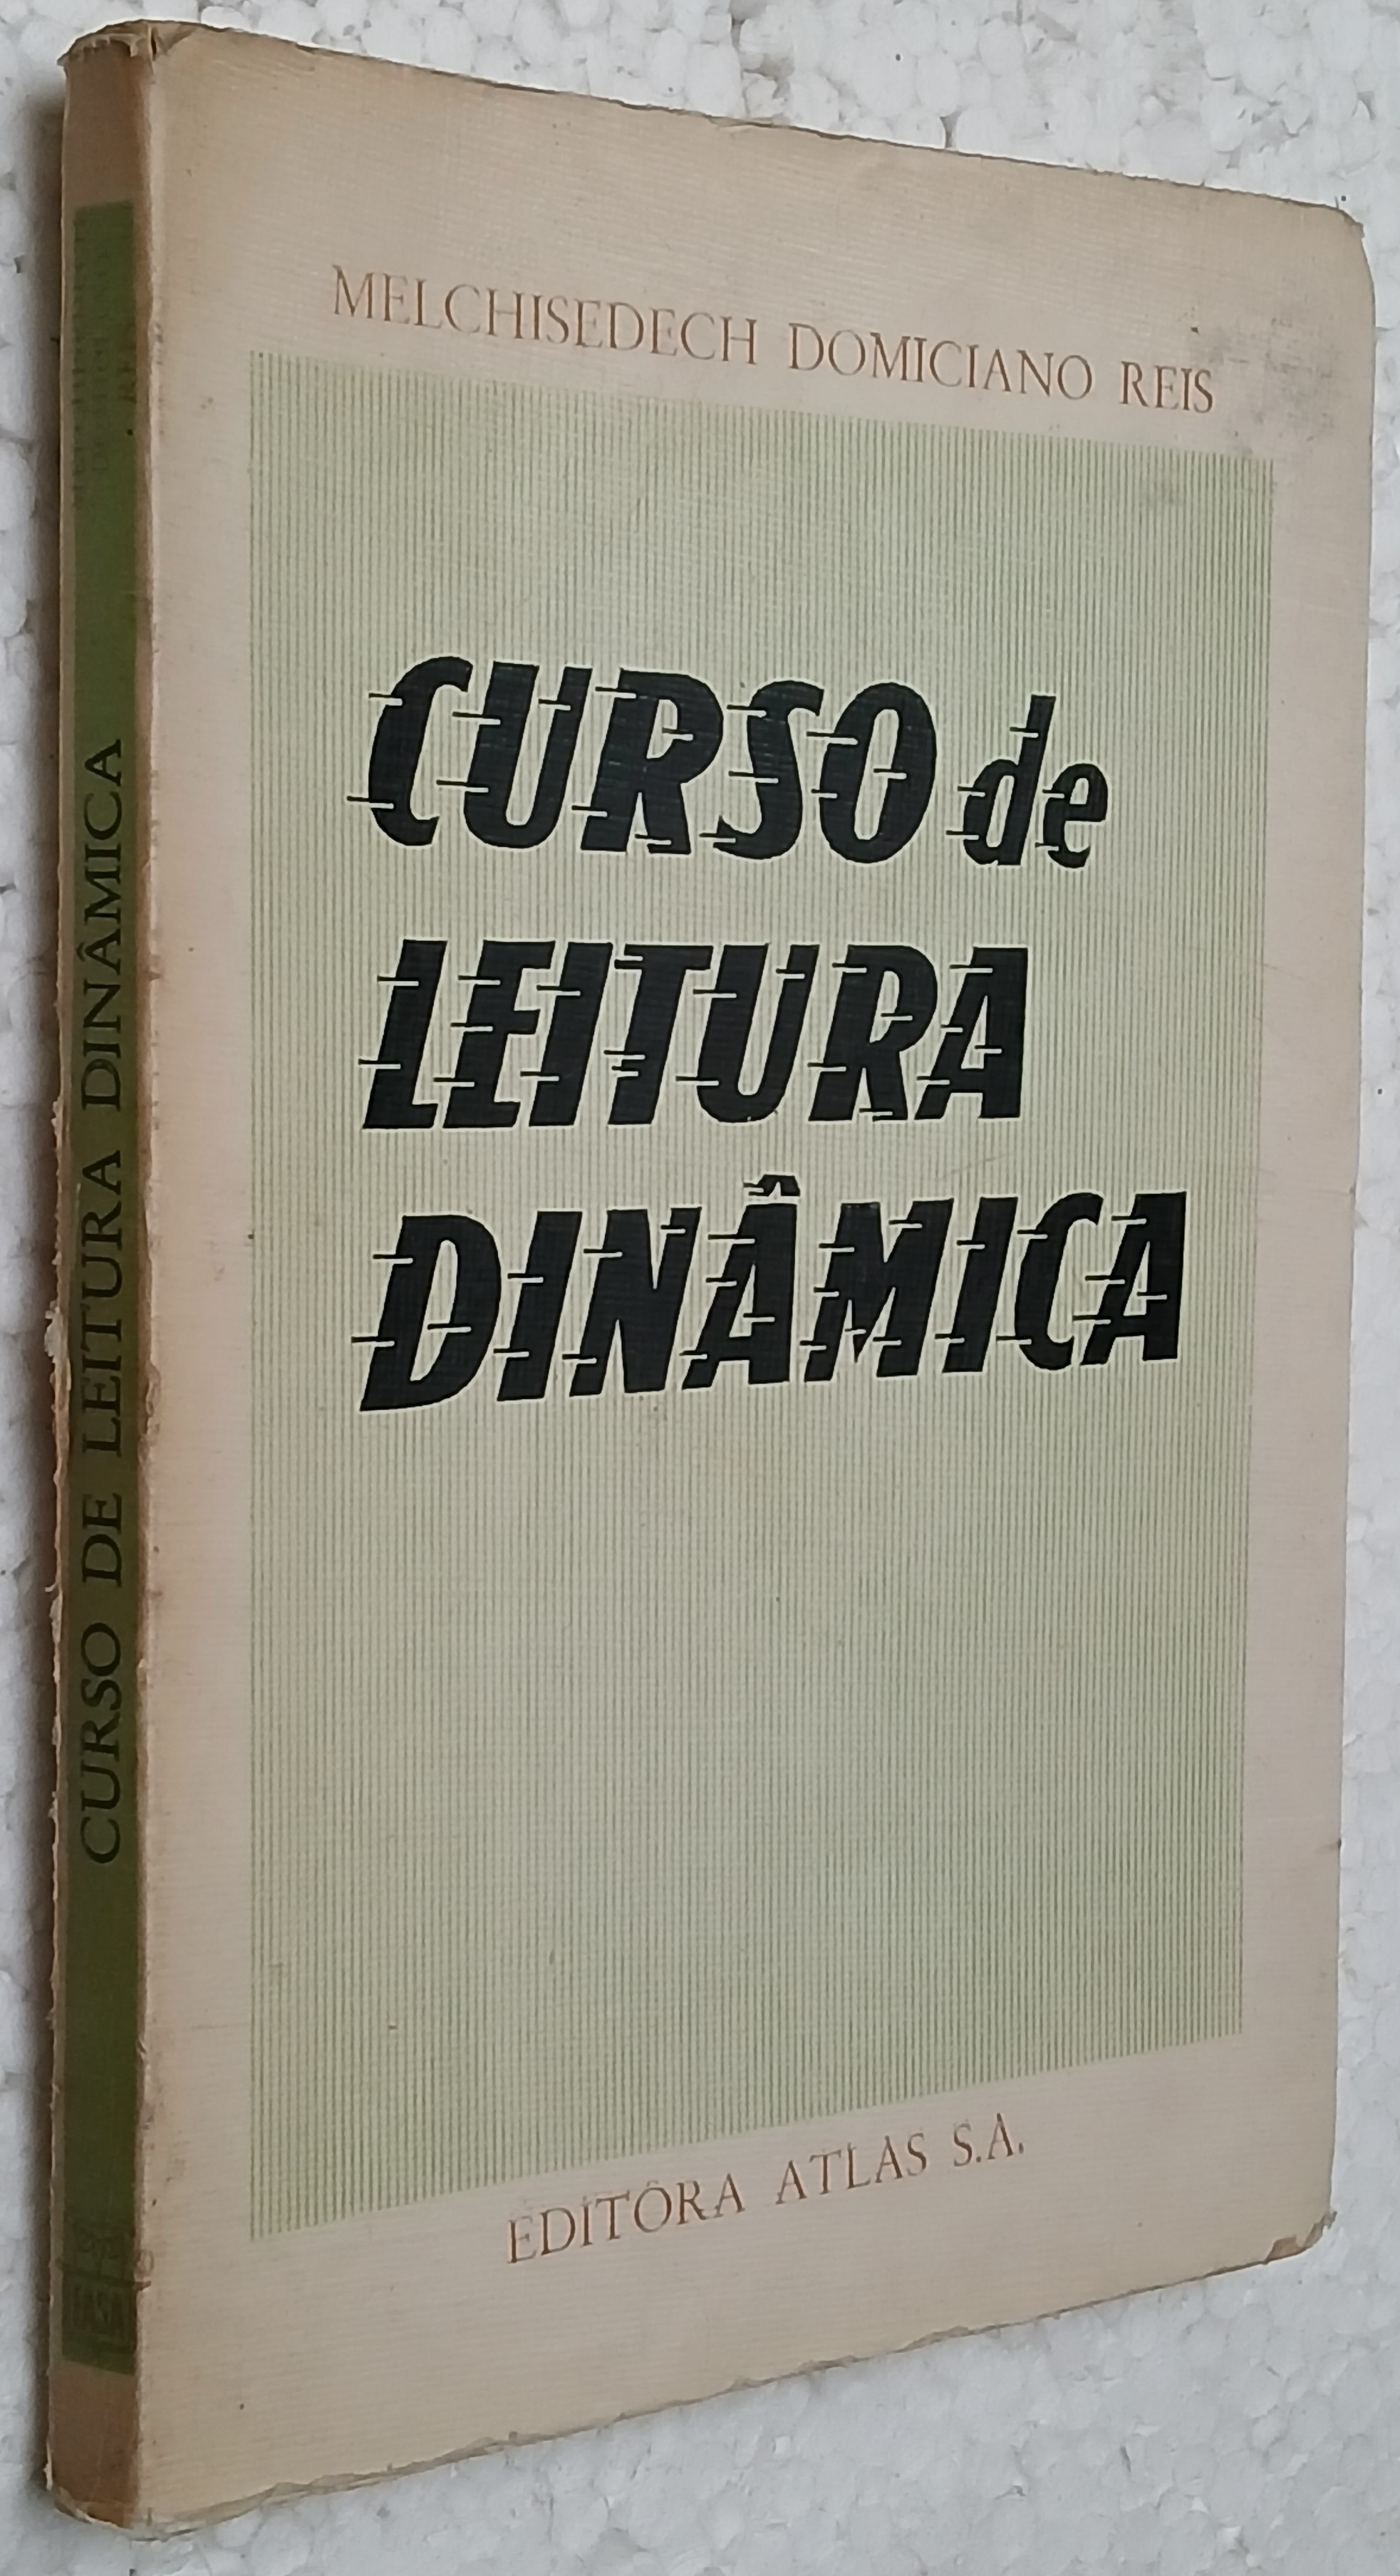 MELCHISEDECH DOMICIANO REIS
CURSO de
LEITURA
DINÂMICA
EDITÔRA ATLAS S.A.
CURSO DE LEITURA DINÂMICA